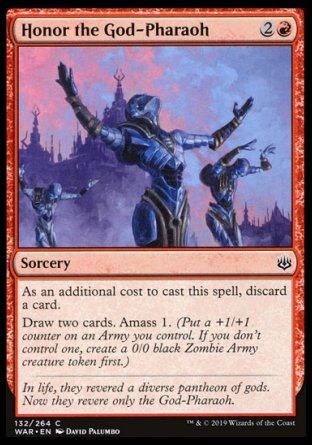 Honor the God-Pharaoh 2
Sorcery
As an additional cost to cast this spell, discard
a card.
Draw two cards. Amass 1. (Put a +1/+1
counter on an Army you control. If you don't
control one, create a 0/0 black Zombie Army
creature token first.)
In life, they revered a diverse pantheon of gods.
Now they revere only the God-Pharaoh.
132/264 C
WAR • EN David Palumbo
™ & © 2019 Wizards of the Coast